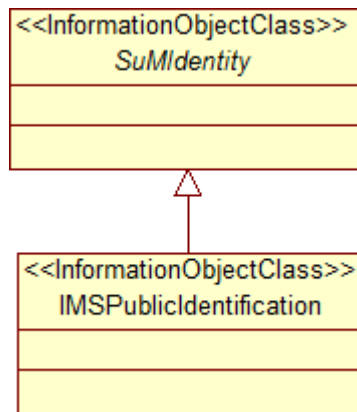 <<InformationObjectClass>>
SuMIdentity
<<InformationObjectClass>>
IMSPublicIdentification